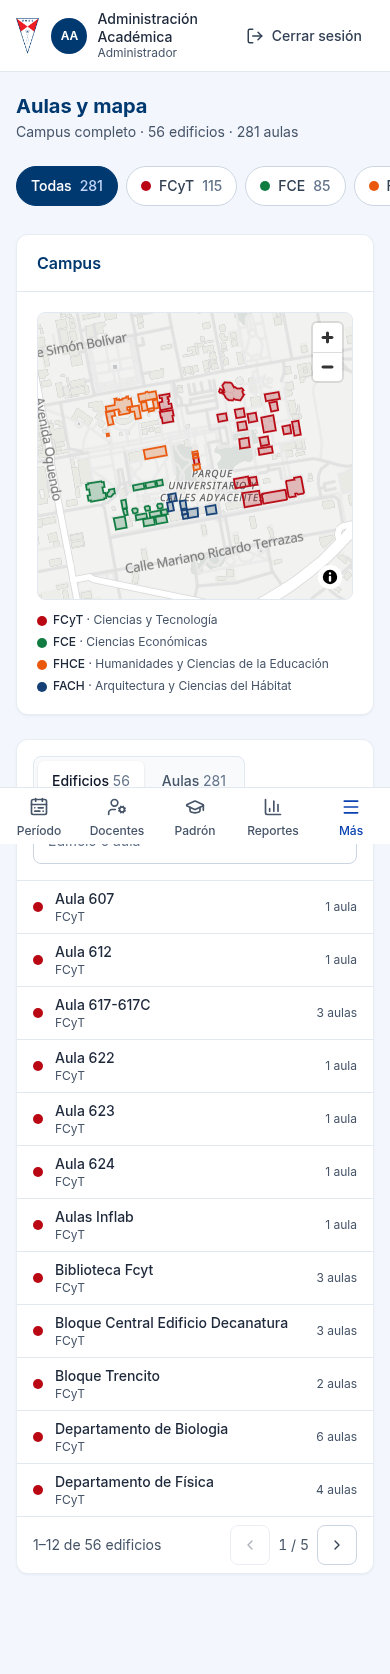 Administración
Académica
AA
Administrador
Cerrar sesión
Aulas y mapa
Campus completo · 56 edificios · 281 aulas
Todas 281
FCyT 115
FCE 85
Campus
e Simón Bolívar
Avenida Oquendo
PARQUE
UNIVERSITARIO Y
CALLES ADYACENTES
Calle Mariano Ricardo Terrazas
FCyT · Ciencias y Tecnología
FCE · Ciencias Económicas
FHCE · Humanidades y Ciencias de la Educación
FACH · Arquitectura y Ciencias del Hábitat
Edificios 56
Aulas 281
Período
Docentes
Padrón
Reportes
Más
Aula 607
FCyT
1 aula
Aula 612
FCyT
1 aula
Aula 617-617C
FCyT
3 aulas
Aula 622
FCyT
1 aula
Aula 623
FCyT
1 aula
Aula 624
FCyT
1 aula
Aulas Inflab
FCyT
1 aula
Biblioteca Fcyt
FCyT
3 aulas
Bloque Central Edificio Decanatura
FCyT
3 aulas
Bloque Trencito
FCyT
2 aulas
Departamento de Biologia
FCyT
6 aulas
Departamento de Física
FCyT
4 aulas
1–12 de 56 edificios
1 / 5